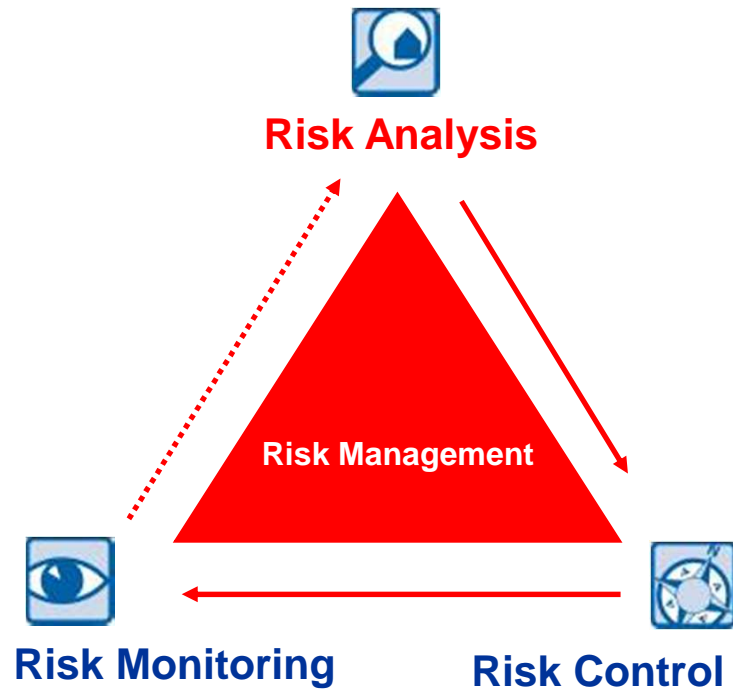 Risk Analysis
Risk Management
N
Risk Monitoring
Risk Control